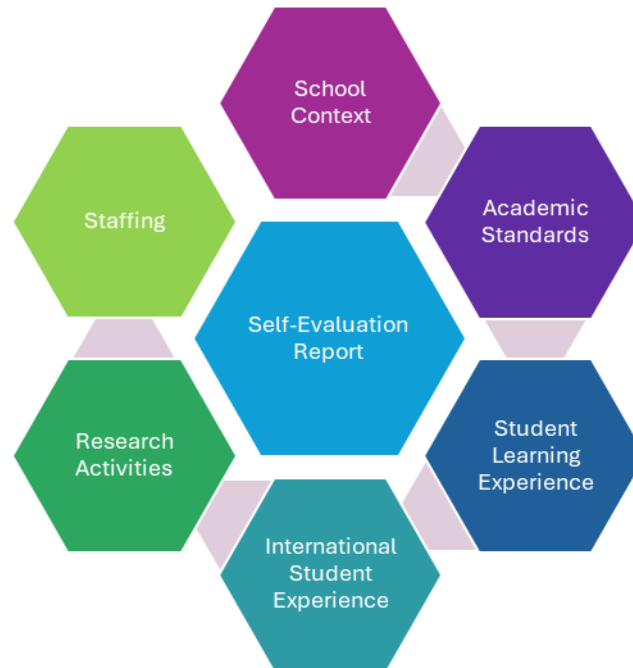 School
Context
Academic
Standards
Student
Learning
Experience
International
Student
Experience
Research
Activities
Staffing
Self-Evaluation
Report